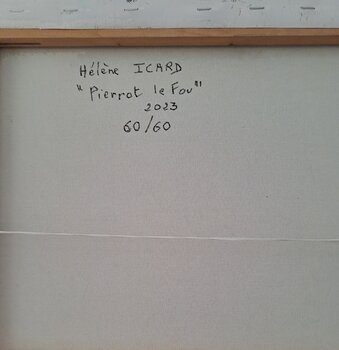 Hélène ICARD
"Pierrot le Fou"
2023
60/60